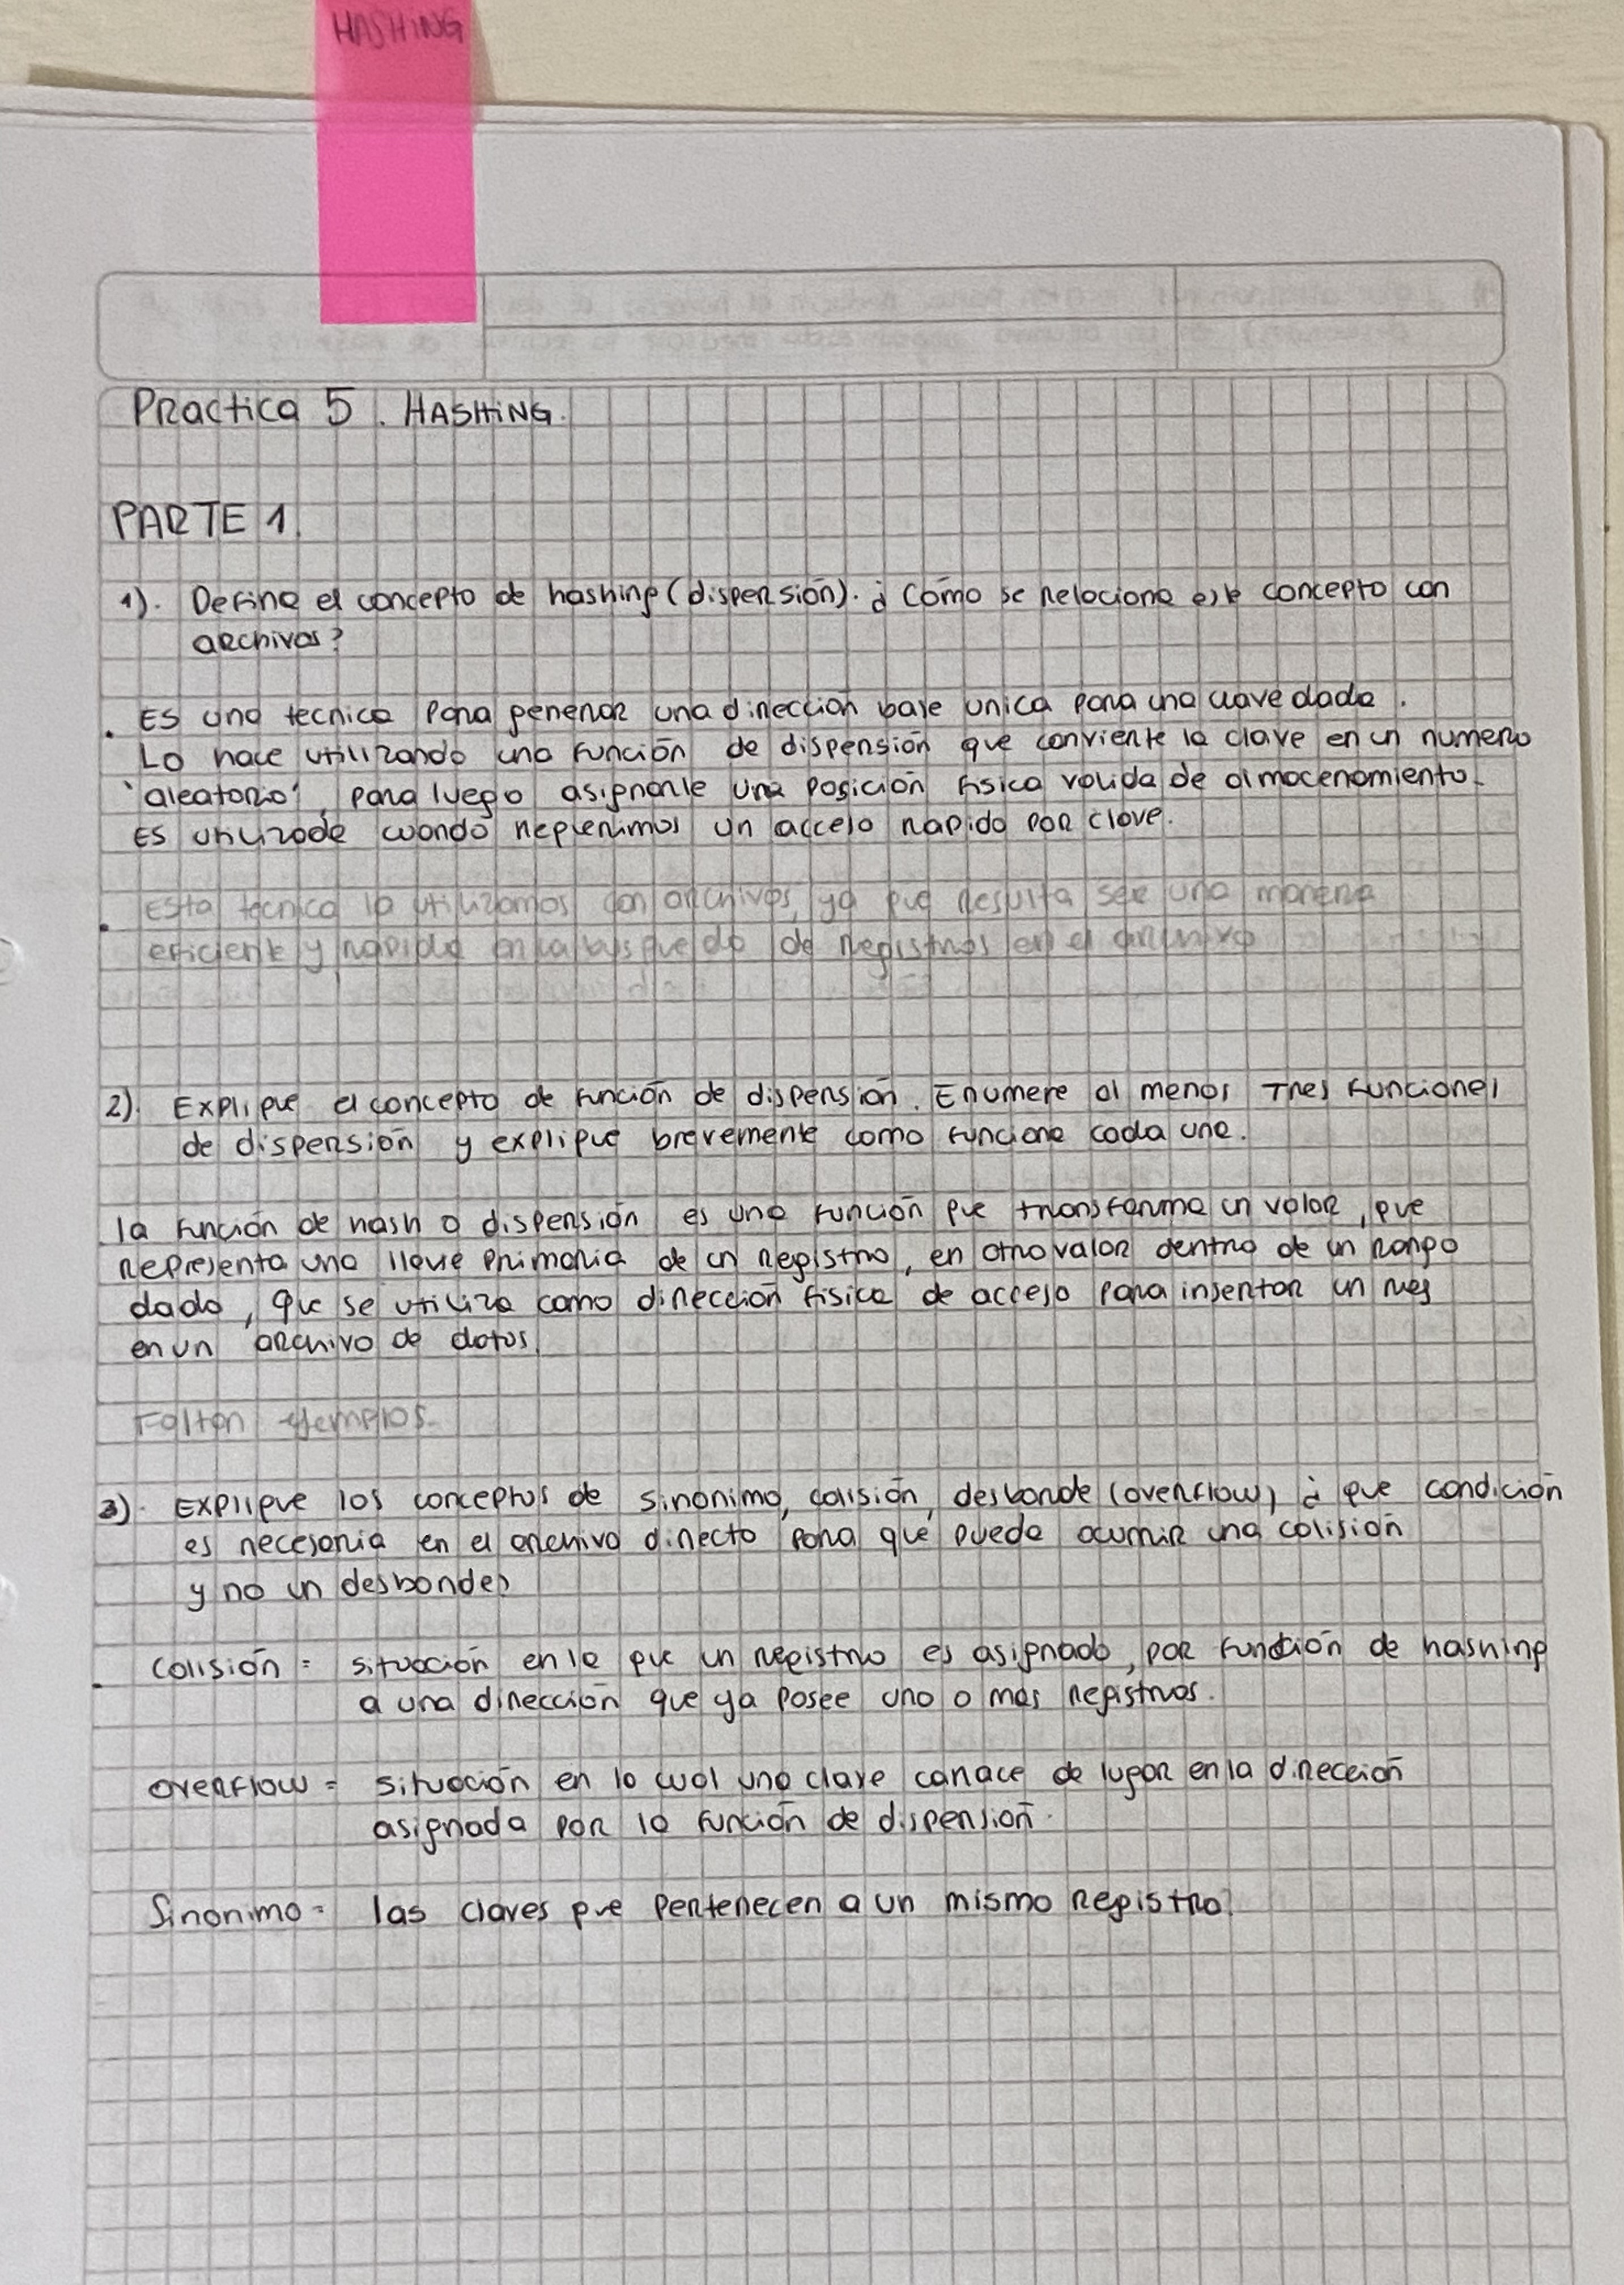 HASHING
Practica 5. HASHING.
PARTE 1.
1). Defina el concepto de hashing (dispersión). ¿Cómo se relaciona este concepto con
archivos?
. Es una tecnica para generar una dirección base unica para una clave dada.
Lo hace utilizando una función de dispersión que convierte la clave en un numero
'aleatorio', para luego asignarle una posición fisica valida de almacenamiento.
Es utilizada cuando requerimos un acceso rapido por clave.
. Esta tecnica la utilizamos con archivos, ya que resulta ser una manera
eficiente y rapida en la busqueda de registros en el archivo
2). Explique el concepto de función de dispersión. Enumere al menos Tres funciones
de dispersión y explique brevemente como funciona cada una.
la función de hash o dispersión es una función que transforma un valor, que
representa una llave primaria de un registro, en otro valor dentro de un rango
dado, que se utiliza como dirección fisica de acceso para insertar un reg
en un archivo de datos.
Faltan ejemplos.
3). Explique los conceptos de sinonimo, colisión, desborde (overflow) ¿que condición
es necesaria en el archivo directo para que pueda ocurrir una colisión
y no un desborde?
. colisión = situación en la que un registro es asignado, por función de hashing
a una dirección que ya posee uno o mas registros.
overflow = situación en la cual una clave carace de lugar en la dirección
asignada por la función de dispersión.
Sinonimo = las claves que pertenecen a un mismo registro.